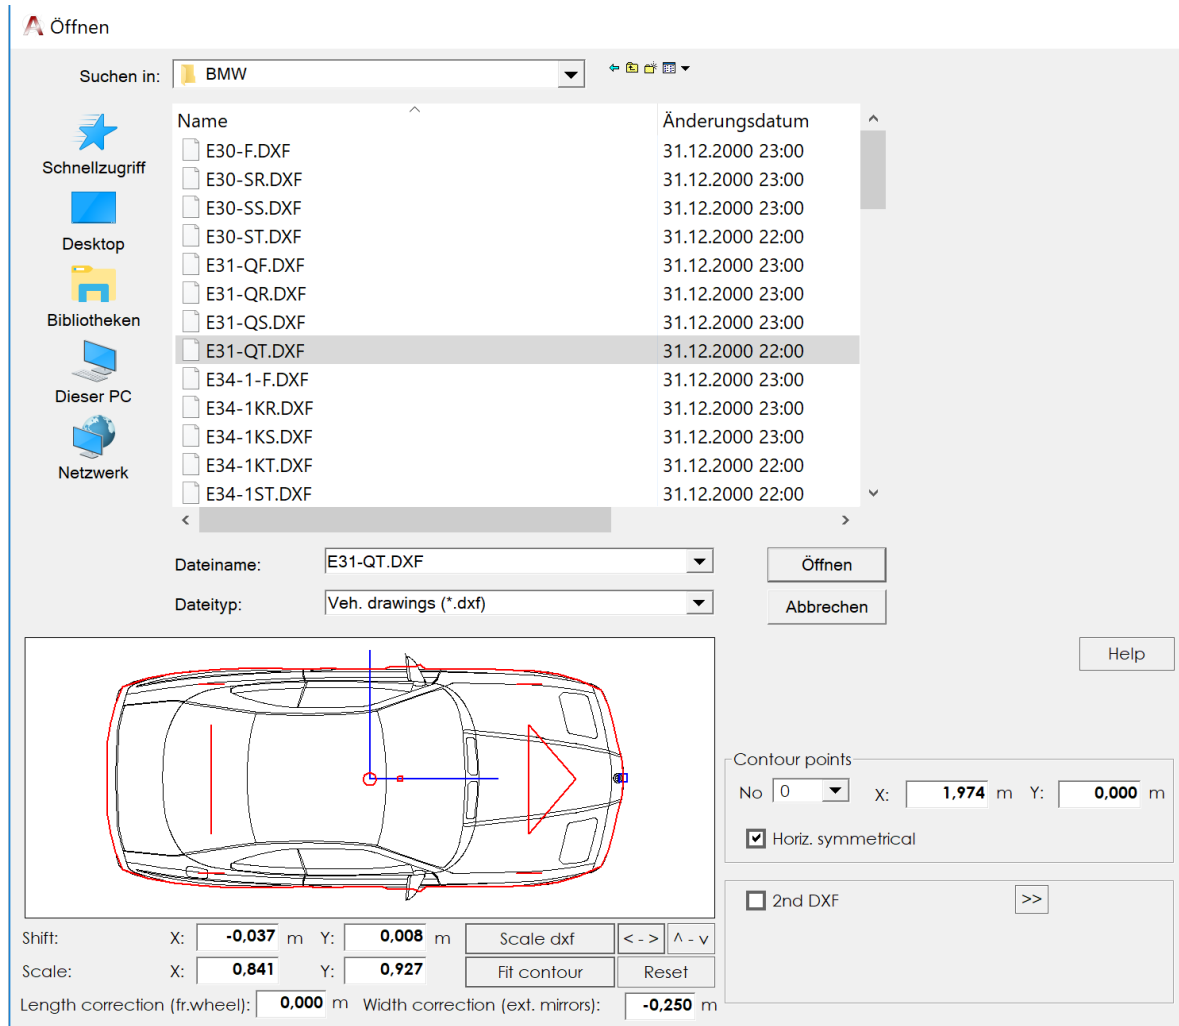 Öffnen
Suchen in: BMW
Name Änderungsdatum
E30-F.DXF 31.12.2000 23:00
E30-SR.DXF 31.12.2000 23:00
E30-SS.DXF 31.12.2000 23:00
E30-ST.DXF 31.12.2000 22:00
E31-QF.DXF 31.12.2000 23:00
E31-QR.DXF 31.12.2000 23:00
E31-QS.DXF 31.12.2000 23:00
E31-QT.DXF 31.12.2000 22:00
E34-1-F.DXF 31.12.2000 23:00
E34-1KR.DXF 31.12.2000 23:00
E34-1KS.DXF 31.12.2000 23:00
E34-1KT.DXF 31.12.2000 22:00
E34-1ST.DXF 31.12.2000 22:00
Schnellzugriff
Desktop
Bibliotheken
Dieser PC
Netzwerk
Dateiname: E31-QT.DXF Öffnen
Dateityp: Veh. drawings (*.dxf) Abbrechen
Help
Contour points
No 0 X: 1,974 m Y: 0,000 m
Horiz. symmetrical
2nd DXF >>
Shift: X: -0,037 m Y: 0,008 m Scale dxf < - > ^ - v
Scale: X: 0,841 Y: 0,927 Fit contour Reset
Length correction (fr.wheel): 0,000 m Width correction (ext. mirrors): -0,250 m